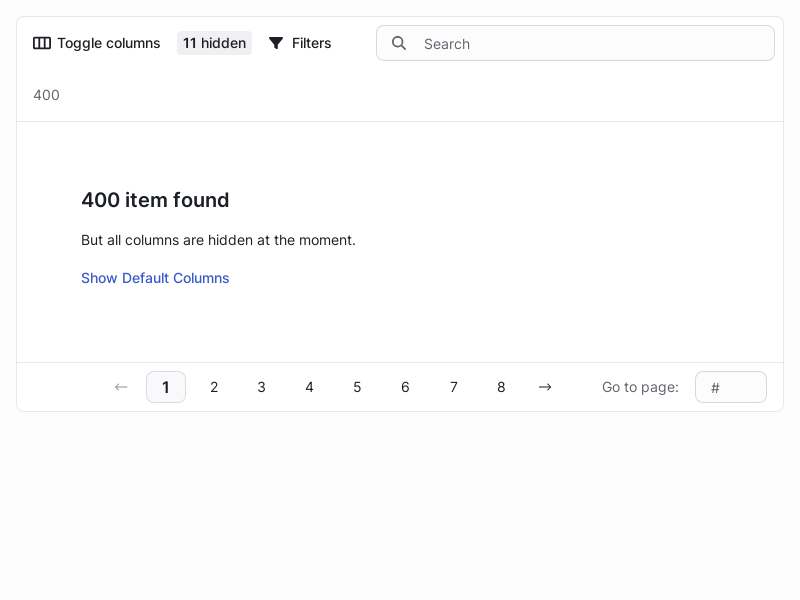 Toggle columns 11 hidden Filters Search
400
400 item found
But all columns are hidden at the moment.
Show Default Columns
← 1 2 3 4 5 6 7 8 → Go to page: #